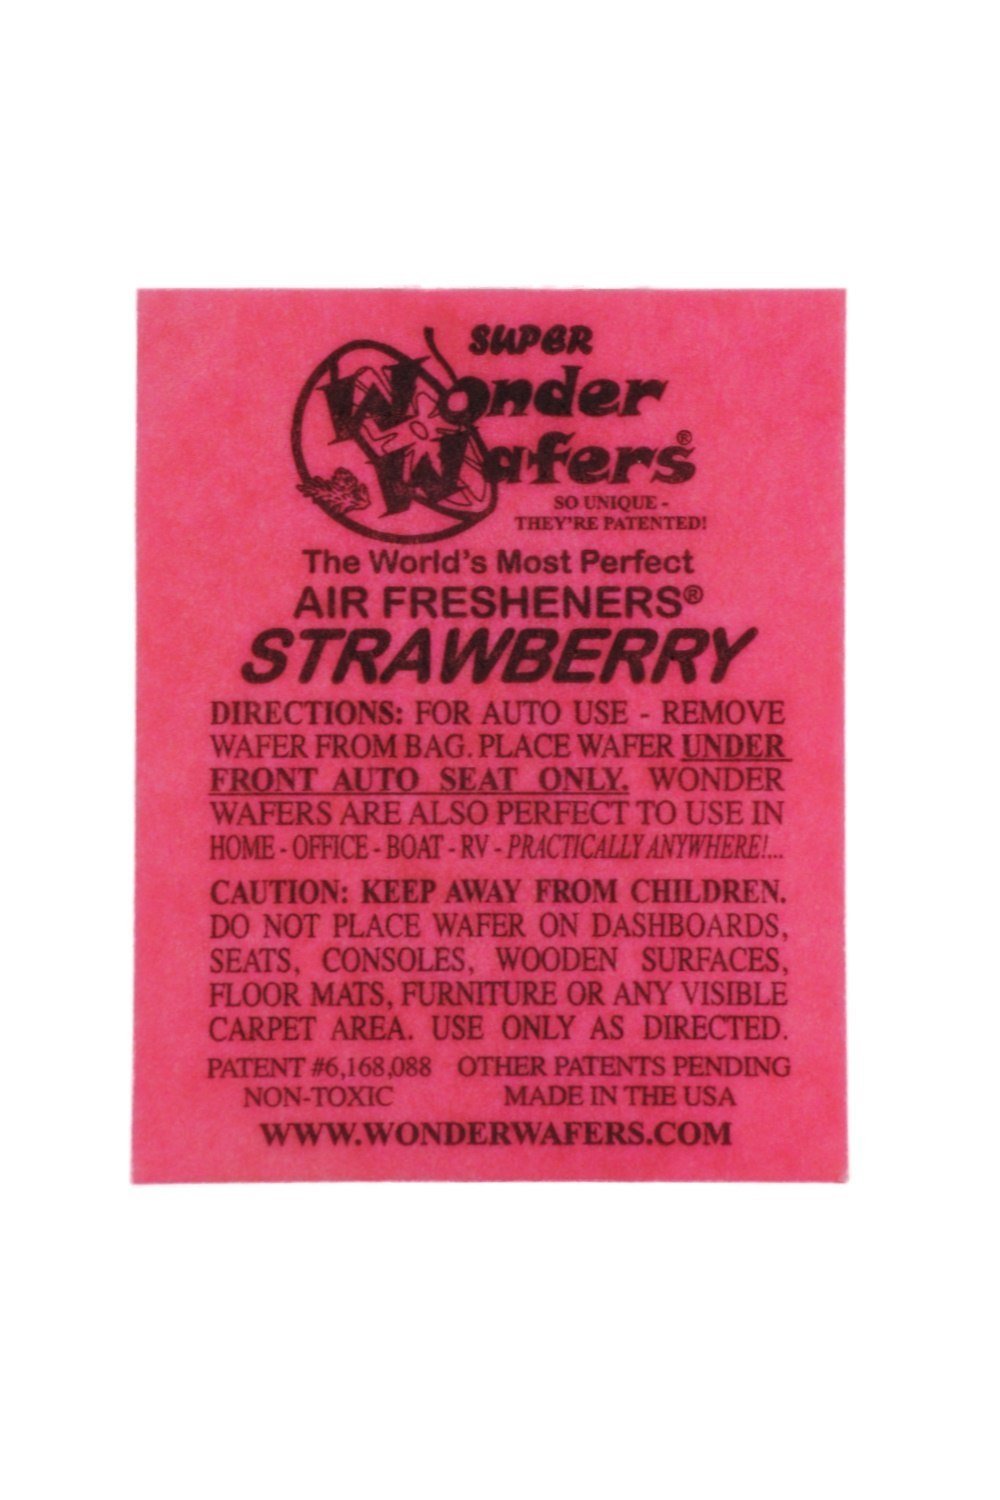 SUPER
Wonder
Wafers®
SO UNIQUE -
THEY'RE PATENTED!
The World's Most Perfect
AIR FRESHENERS®
STRAWBERRY
DIRECTIONS: FOR AUTO USE - REMOVE
WAFER FROM BAG. PLACE WAFER UNDER
FRONT AUTO SEAT ONLY. WONDER
WAFERS ARE ALSO PERFECT TO USE IN
HOME - OFFICE - BOAT - RV - PRACTICALLY ANYWHERE!...
CAUTION: KEEP AWAY FROM CHILDREN.
DO NOT PLACE WAFER ON DASHBOARDS,
SEATS, CONSOLES, WOODEN SURFACES,
FLOOR MATS, FURNITURE OR ANY VISIBLE
CARPET AREA. USE ONLY AS DIRECTED.
PATENT #6,168,088 OTHER PATENTS PENDING
NON-TOXIC MADE IN THE USA
WWW.WONDERWAFERS.COM